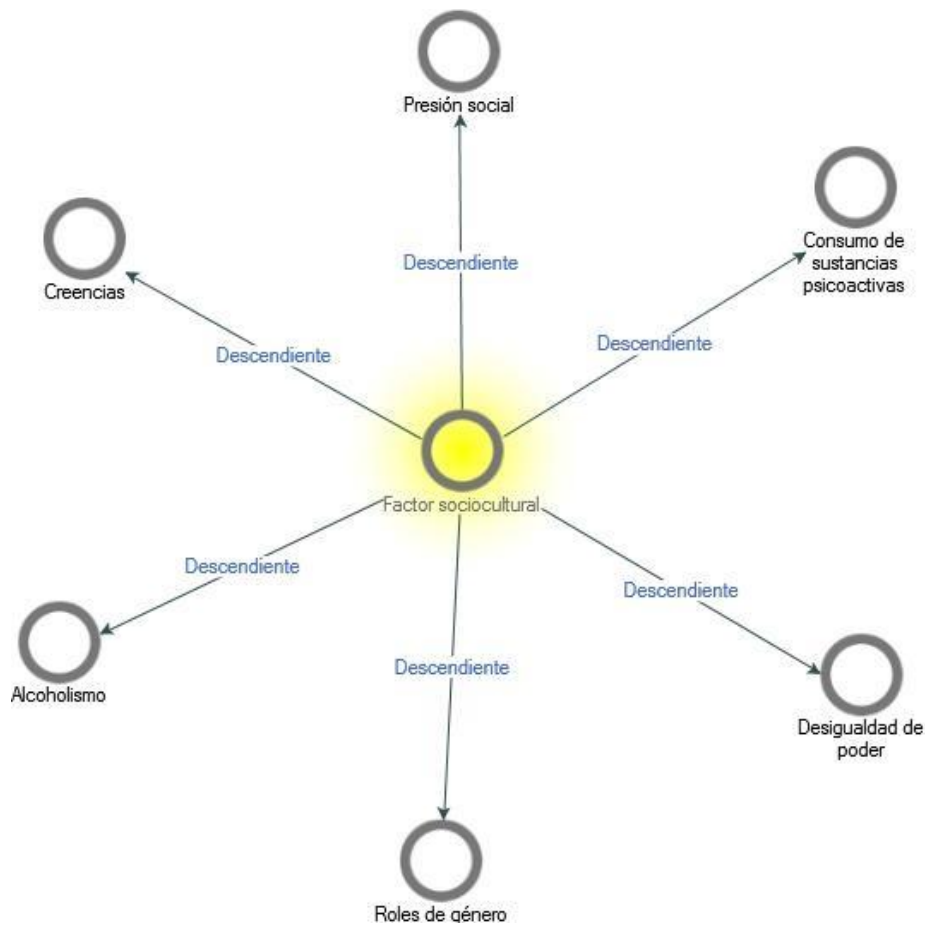 Presión social
Consumo de
sustancias
psicoactivas
Descendiente
Creencias
Descendiente
Descendiente
Factor sociocultural
Descendiente
Descendiente
Descendiente
Alcoholismo
Desigualdad de
poder
Roles de género